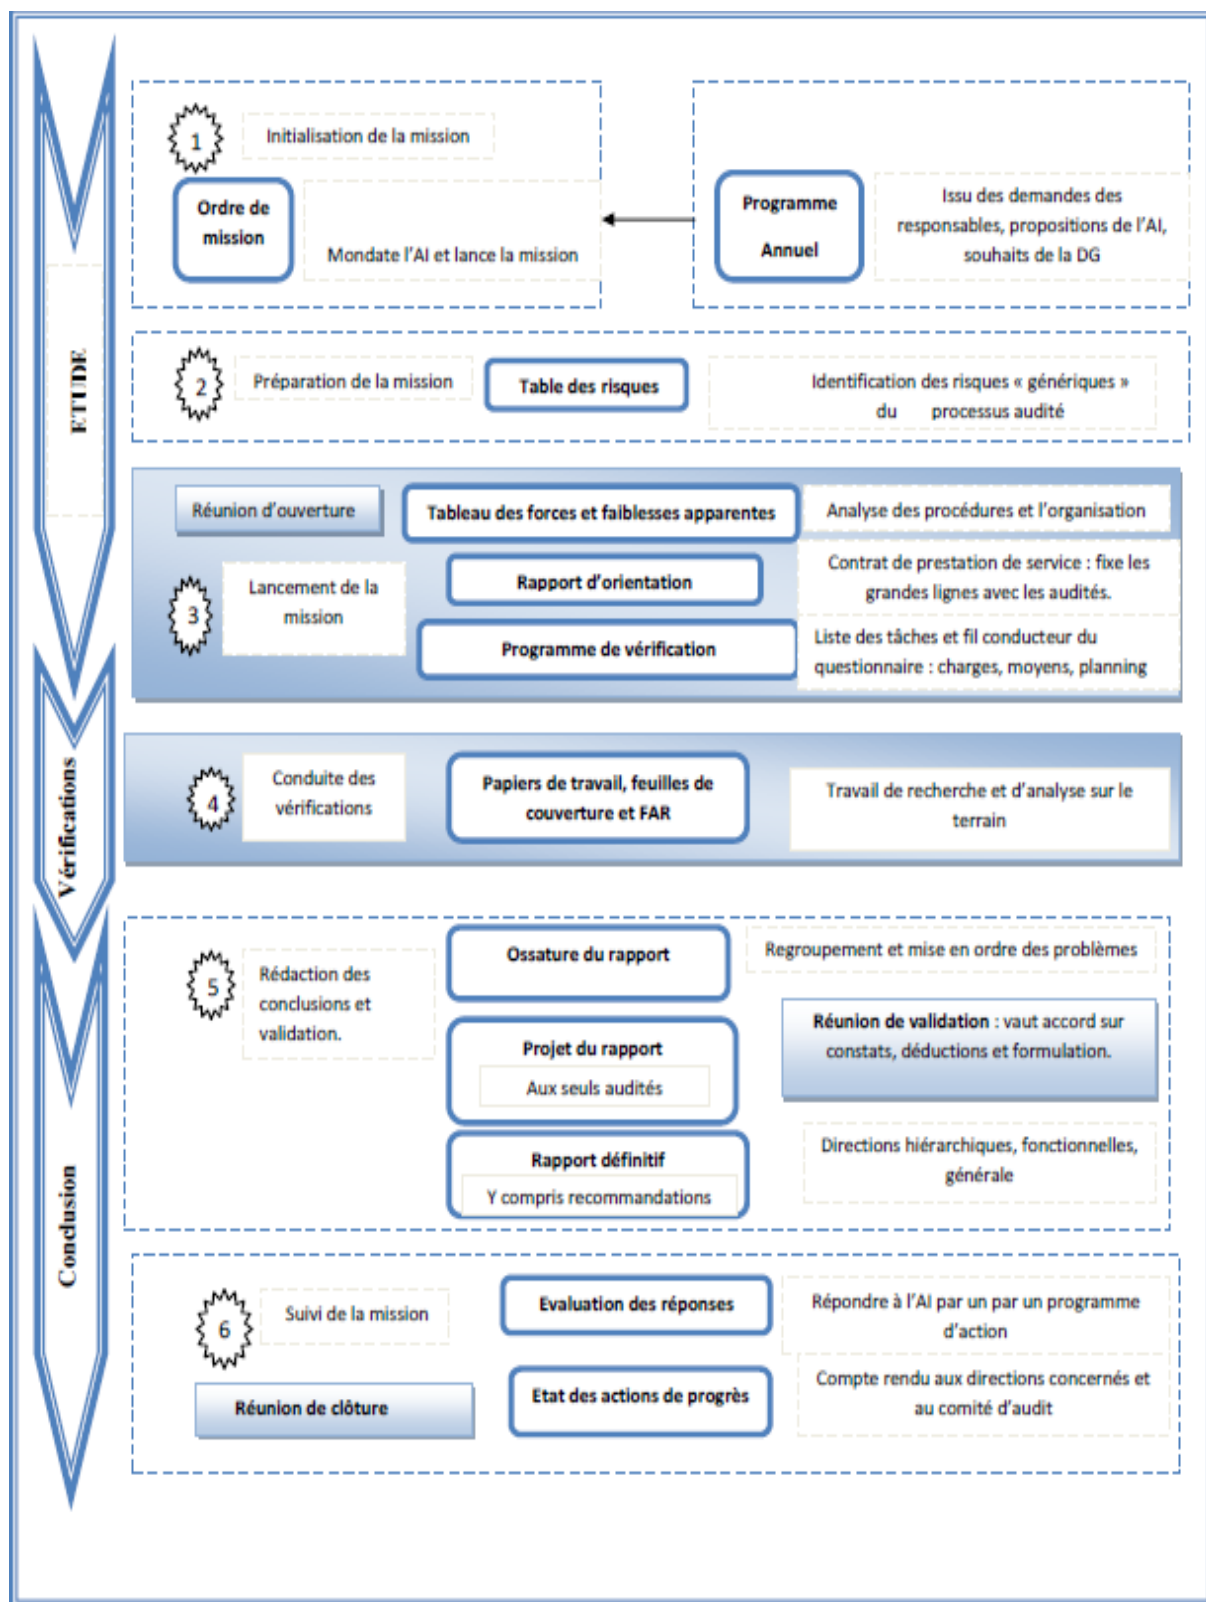 1
Initialisation de la mission
Ordre de
mission
Mondate l'AI et lance la mission
Programme
Annuel
Issu des demandes des
responsables, propositions de l'AI,
souhaits de la DG
ETUDE
2
Préparation de la mission
Table des risques
Identification des risques « génériques »
du processus audité
Réunion d'ouverture
Tableau des forces et faiblesses apparentes
Analyse des procédures et l'organisation
3
Lancement de la
mission
Rapport d'orientation
Contrat de prestation de service : fixe les
grandes lignes avec les audités.
Programme de vérification
Liste des tâches et fil conducteur du
questionnaire : charges, moyens, planning
Vérifications
4
Conduite des
vérifications
Papiers de travail, feuilles de
couverture et FAR
Travail de recherche et d'analyse sur le
terrain
Conclusion
5
Rédaction des
conclusions et
validation.
Ossature du rapport
Regroupement et mise en ordre des problèmes
Projet du rapport
Aux seuls audités
Réunion de validation : vaut accord sur
constats, déductions et formulation.
Rapport définitif
Y compris recommandations
Directions hiérarchiques, fonctionnelles,
générale
6
Suivi de la mission
Evaluation des réponses
Répondre à l'AI par un par un programme
d'action
Réunion de clôture
Etat des actions de progrès
Compte rendu aux directions concernés et
au comité d'audit